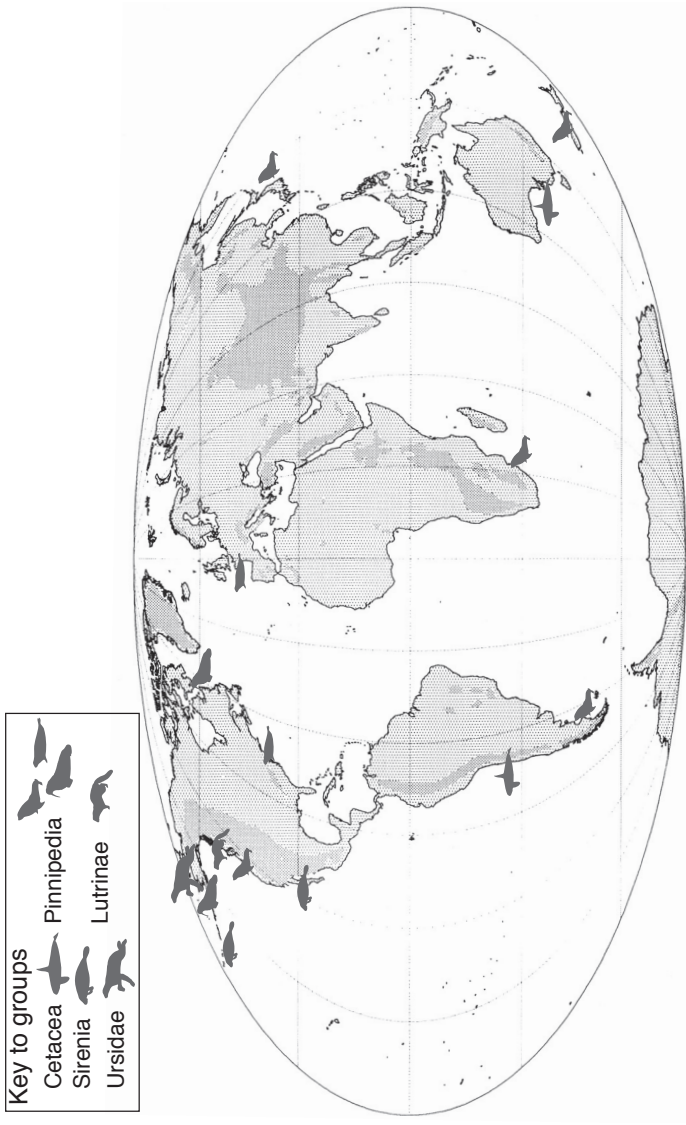 Key to groups
Cetacea Pinnipedia
Sirenia
Ursidae Lutrinae